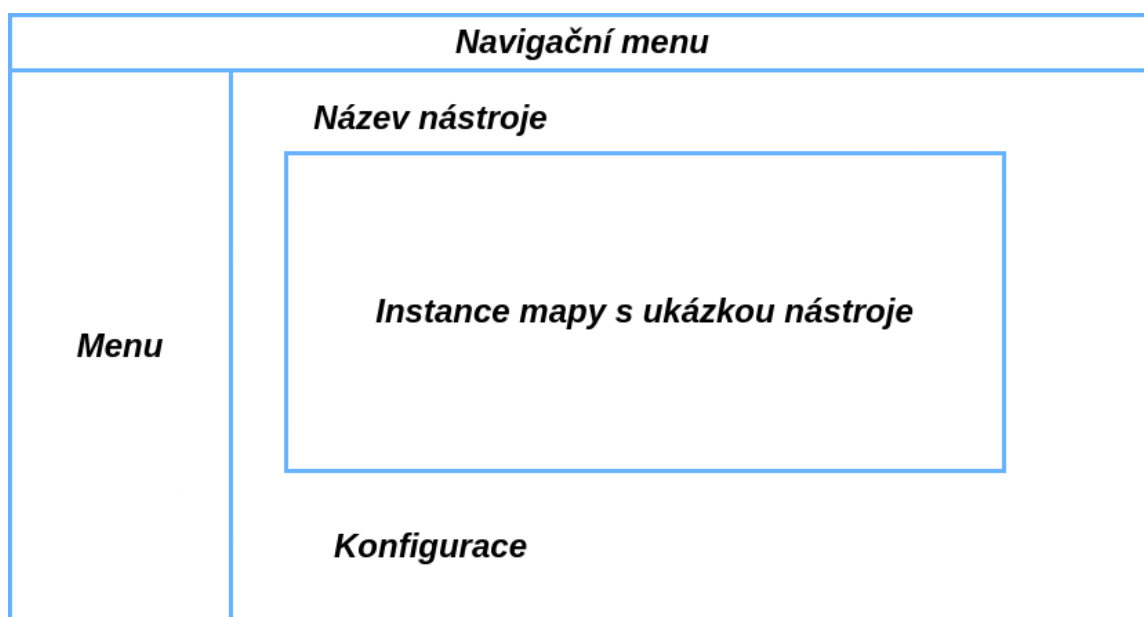 Navigační menu
Název nástroje
Instance mapy s ukázkou nástroje
Menu
Konfigurace